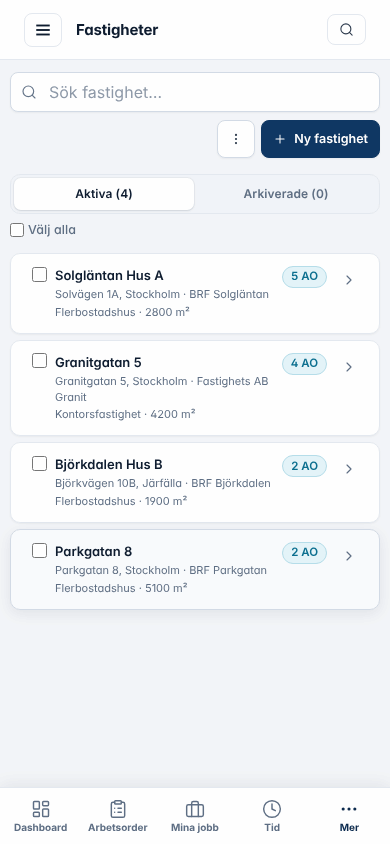 Fastigheter
Sök fastighet...
Ny fastighet
Aktiva (4)
Arkiverade (0)
Välj alla
Solgläntan Hus A
5 AO
Solvägen 1A, Stockholm · BRF Solgläntan
Flerbostadshus · 2800 m²
Granitgatan 5
4 AO
Granitgatan 5, Stockholm · Fastighets AB
Granit
Kontorsfastighet · 4200 m²
Björkdalen Hus B
2 AO
Björkvägen 10B, Järfälla · BRF Björkdalen
Flerbostadshus · 1900 m²
Parkgatan 8
2 AO
Parkgatan 8, Stockholm · BRF Parkgatan
Flerbostadshus · 5100 m²
Dashboard
Arbetsorder
Mina jobb
Tid
Mer